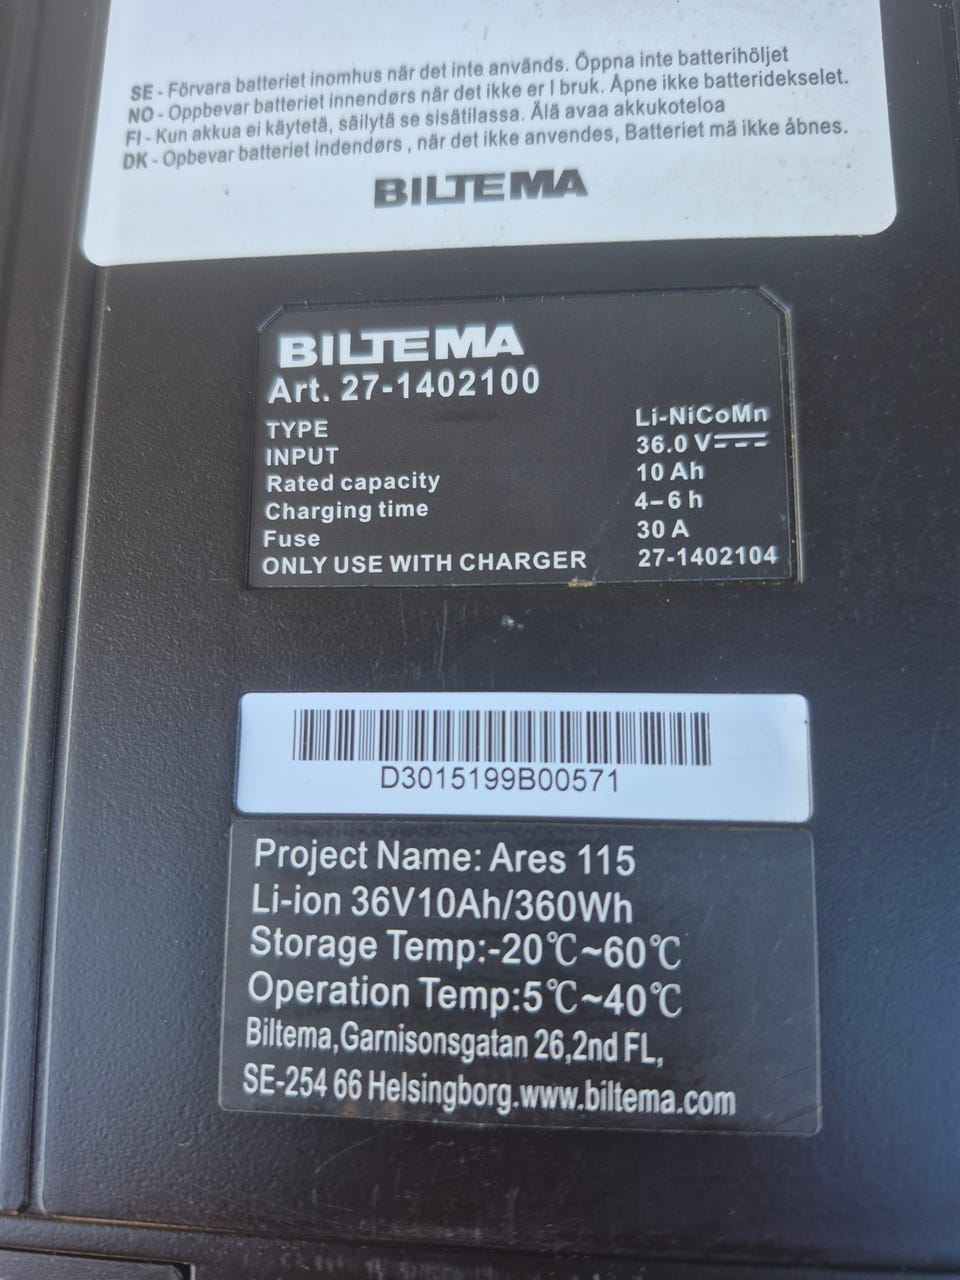 SE - Förvara batteriet inomhus när det inte används. Öppna inte batterihöljet
NO - Oppbevar batteriet innendørs når det ikke er I bruk. Åpne ikke batteridekselet.
FI - Kun akkua ei käytetä, säilytä se sisätilassa. Älä avaa akkukoteloa
DK - Opbevar batteriet indendørs , når det ikke anvendes, Batteriet mä ikke åbnes.
BILTEMA
BILTEMA
Art. 27-1402100
TYPE Li-NiCoMn
INPUT 36.0 V⎓
Rated capacity 10 Ah
Charging time 4–6 h
Fuse 30 A
ONLY USE WITH CHARGER 27-1402104
D3015199B00571
Project Name: Ares 115
Li-ion 36V10Ah/360Wh
Storage Temp:-20℃~60℃
Operation Temp:5℃~40℃
Biltema,Garnisonsgatan 26,2nd FL,
SE-254 66 Helsingborg.www.biltema.com